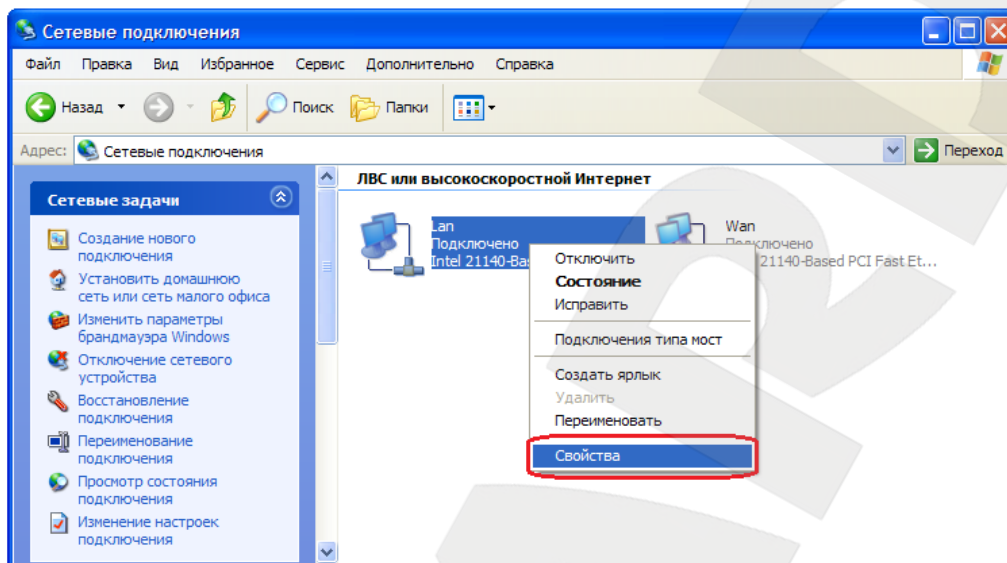 Сетевые подключения
Файл Правка Вид Избранное Сервис Дополнительно Справка
Назад Поиск Папки
Адрес: Сетевые подключения Переход
Сетевые задачи
Создание нового
подключения
Установить домашнюю
сеть или сеть малого офиса
Изменить параметры
брандмауэра Windows
Отключение сетевого
устройства
Восстановление
подключения
Переименование
подключения
Просмотр состояния
подключения
Изменение настроек
подключения
ЛВС или высокоскоростной Интернет
Lan
Подключено
Intel 21140-Bas
Wan
Подключено
21140-Based PCI Fast Et...
Отключить
Состояние
Исправить
Подключения типа мост
Создать ярлык
Удалить
Переименовать
Свойства